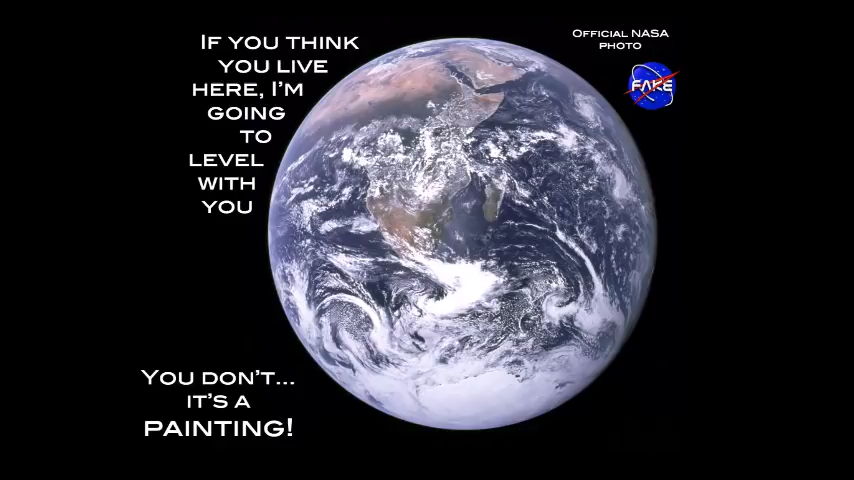 If you think
you live
here, I'm
going
to
level
with
you
Official NASA
photo
FAKE
You don't...
it's a
painting!